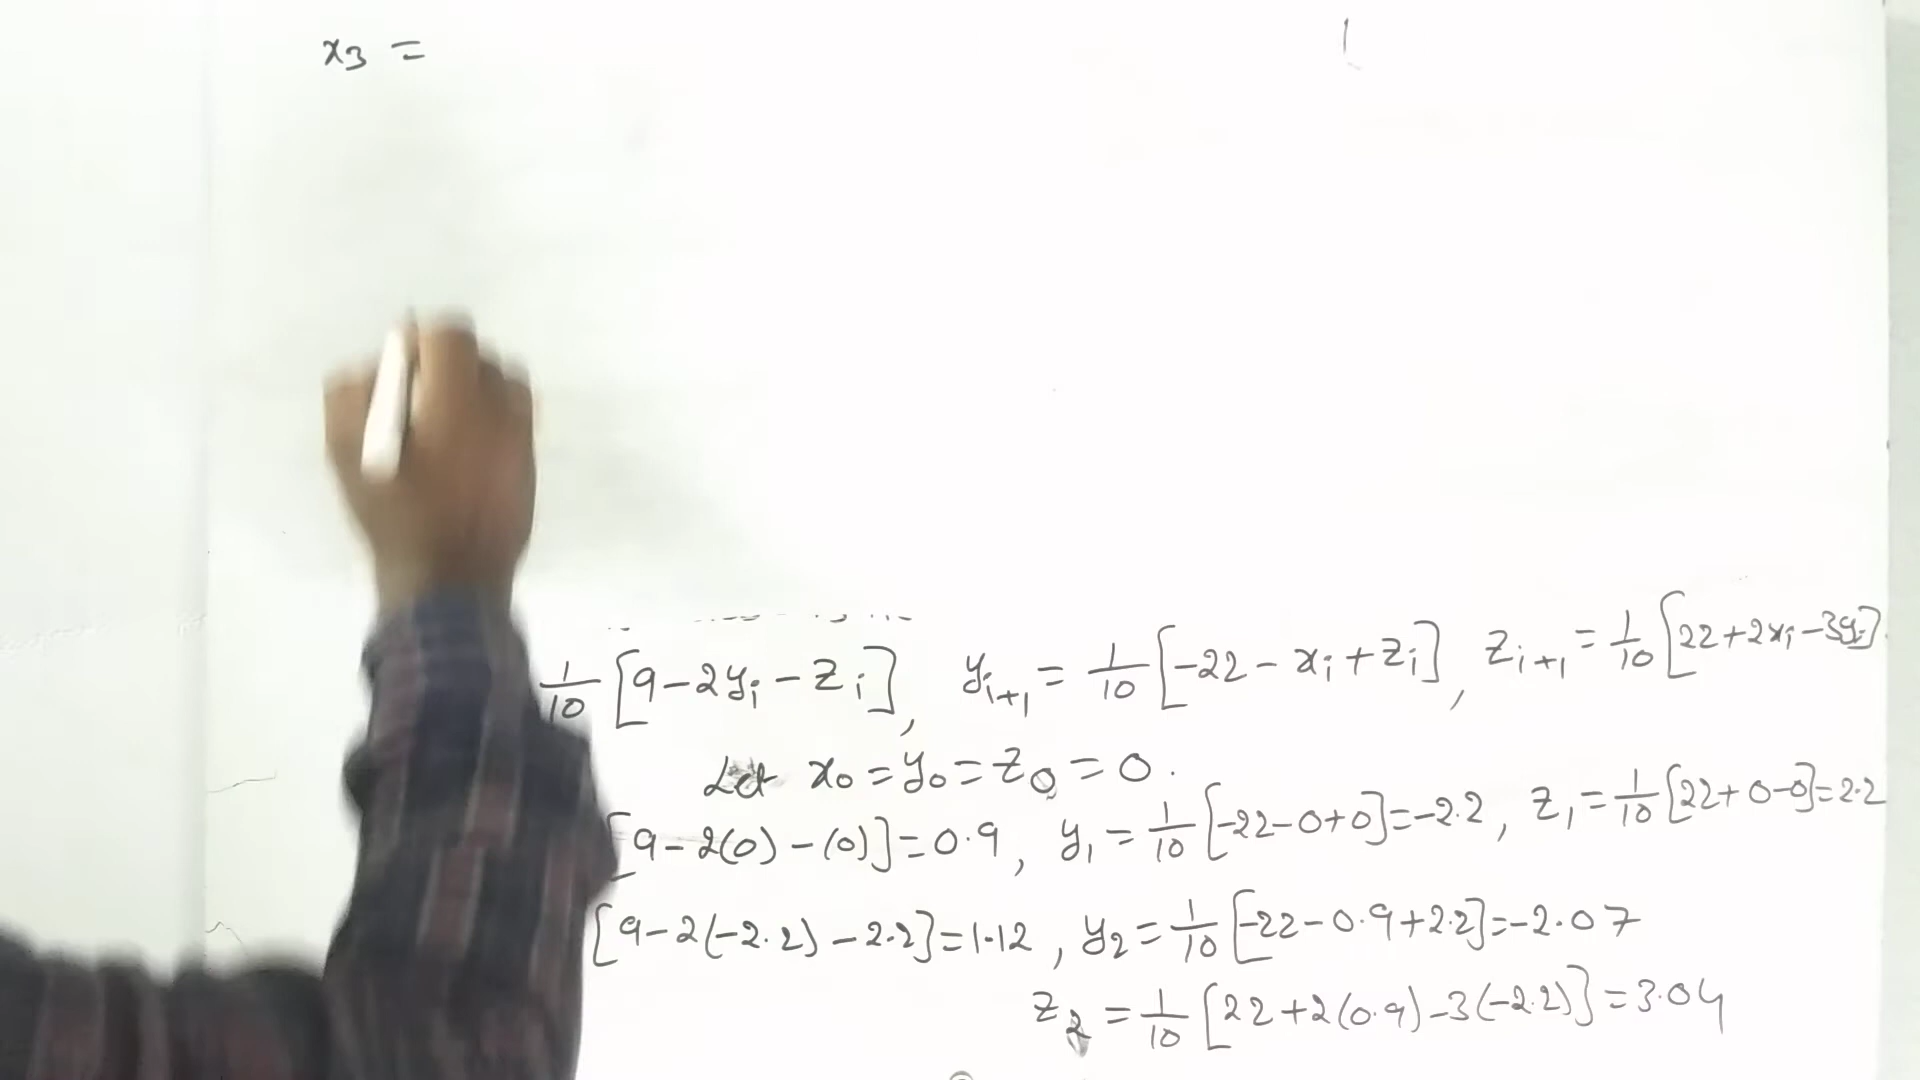 x₃ =
1/10 [9 - 2yᵢ - zᵢ], yᵢ₊₁ = 1/10 [-22 - xᵢ + zᵢ], zᵢ₊₁ = 1/10 [22 + 2xᵢ - 3yᵢ].
Let x₀ = y₀ = z₀ = 0.
[9 - 2(0) - (0)] = 0.9, y₁ = 1/10 [-22 - 0 + 0] = -2.2, z₁ = 1/10 [22 + 0 - 0] = 2.2
[9 - 2(-2.2) - 2.2] = 1.12, y₂ = 1/10 [-22 - 0.9 + 2.2] = -2.07
z₂ = 1/10 [22 + 2(0.9) - 3(-2.2)] = 3.04